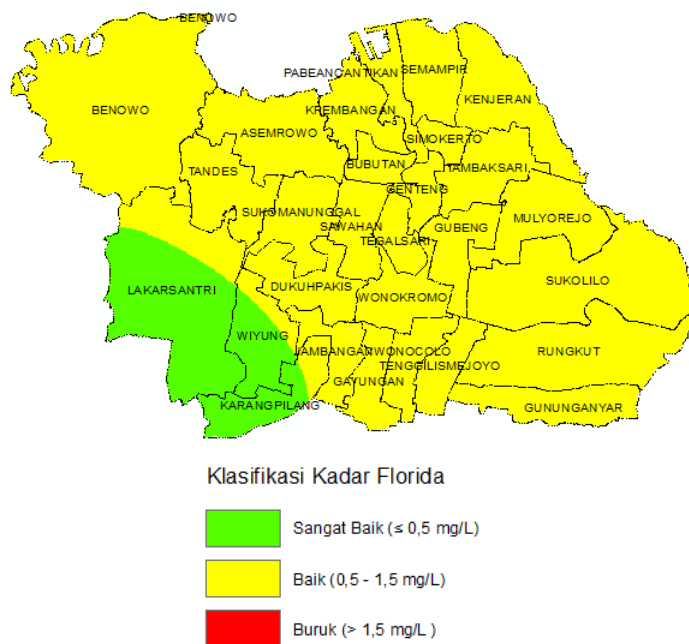 BENOWO
PABEANCANTIKAN
SEMAMPIR
BENOWO
KREMBANGAN
KENJERAN
ASEMROWO
SIMOKERTO
BUBUTAN
TAMBAKSARI
TANDES
GENTENG
SUKOMANUNGGAL
SAWAHAN
GUBENG
MULYOREJO
TEGALSARI
LAKARSANTRI
DUKUHPAKIS
SUKOLILO
WONOKROMO
WIYUNG
JAMBANGAN
WONOCOLO
RUNGKUT
TENGGILISMEJOYO
GAYUNGAN
KARANGPILANG
GUNUNGANYAR
Klasifikasi Kadar Florida
Sangat Baik (≤ 0,5 mg/L)
Baik (0,5 - 1,5 mg/L)
Buruk (> 1,5 mg/L )